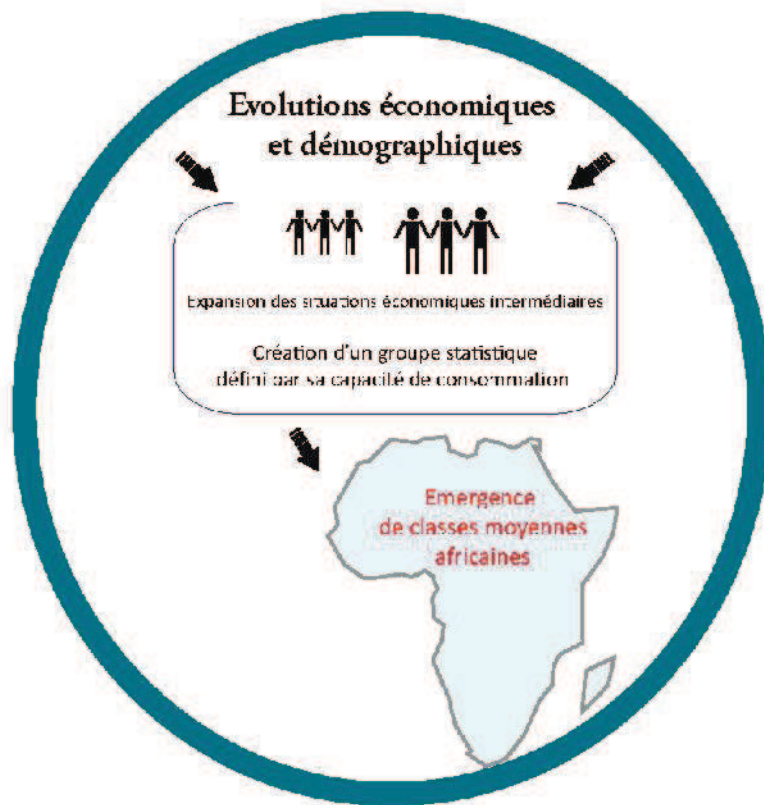 Evolutions économiques
et démographiques
Expansion des situations économiques intermédiaires
Création d'un groupe statistique
défini par sa capacité de consommation
Emergence
de classes moyennes
africaines